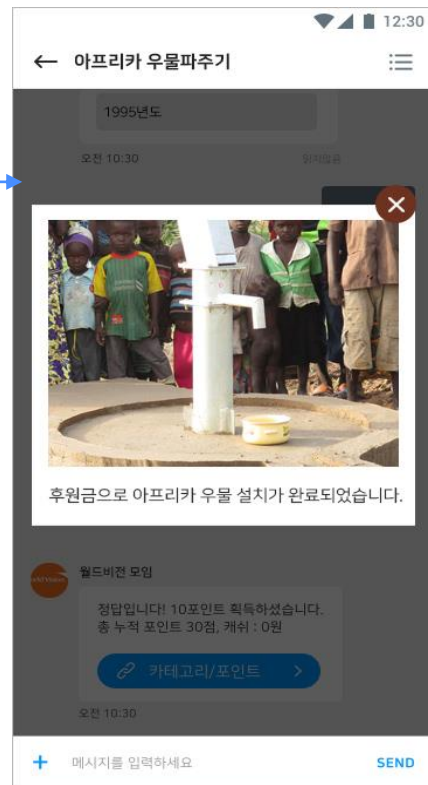 12:30
아프리카 우물파주기
1995년도
오전 10:30
읽지않음
후원금으로 아프리카 우물 설치가 완료되었습니다.
월드비전 모임
정답입니다! 10포인트 획득하셨습니다.
총 누적 포인트 30점, 캐쉬 : 0원
카테고리/포인트
오전 10:30
메시지를 입력하세요
SEND